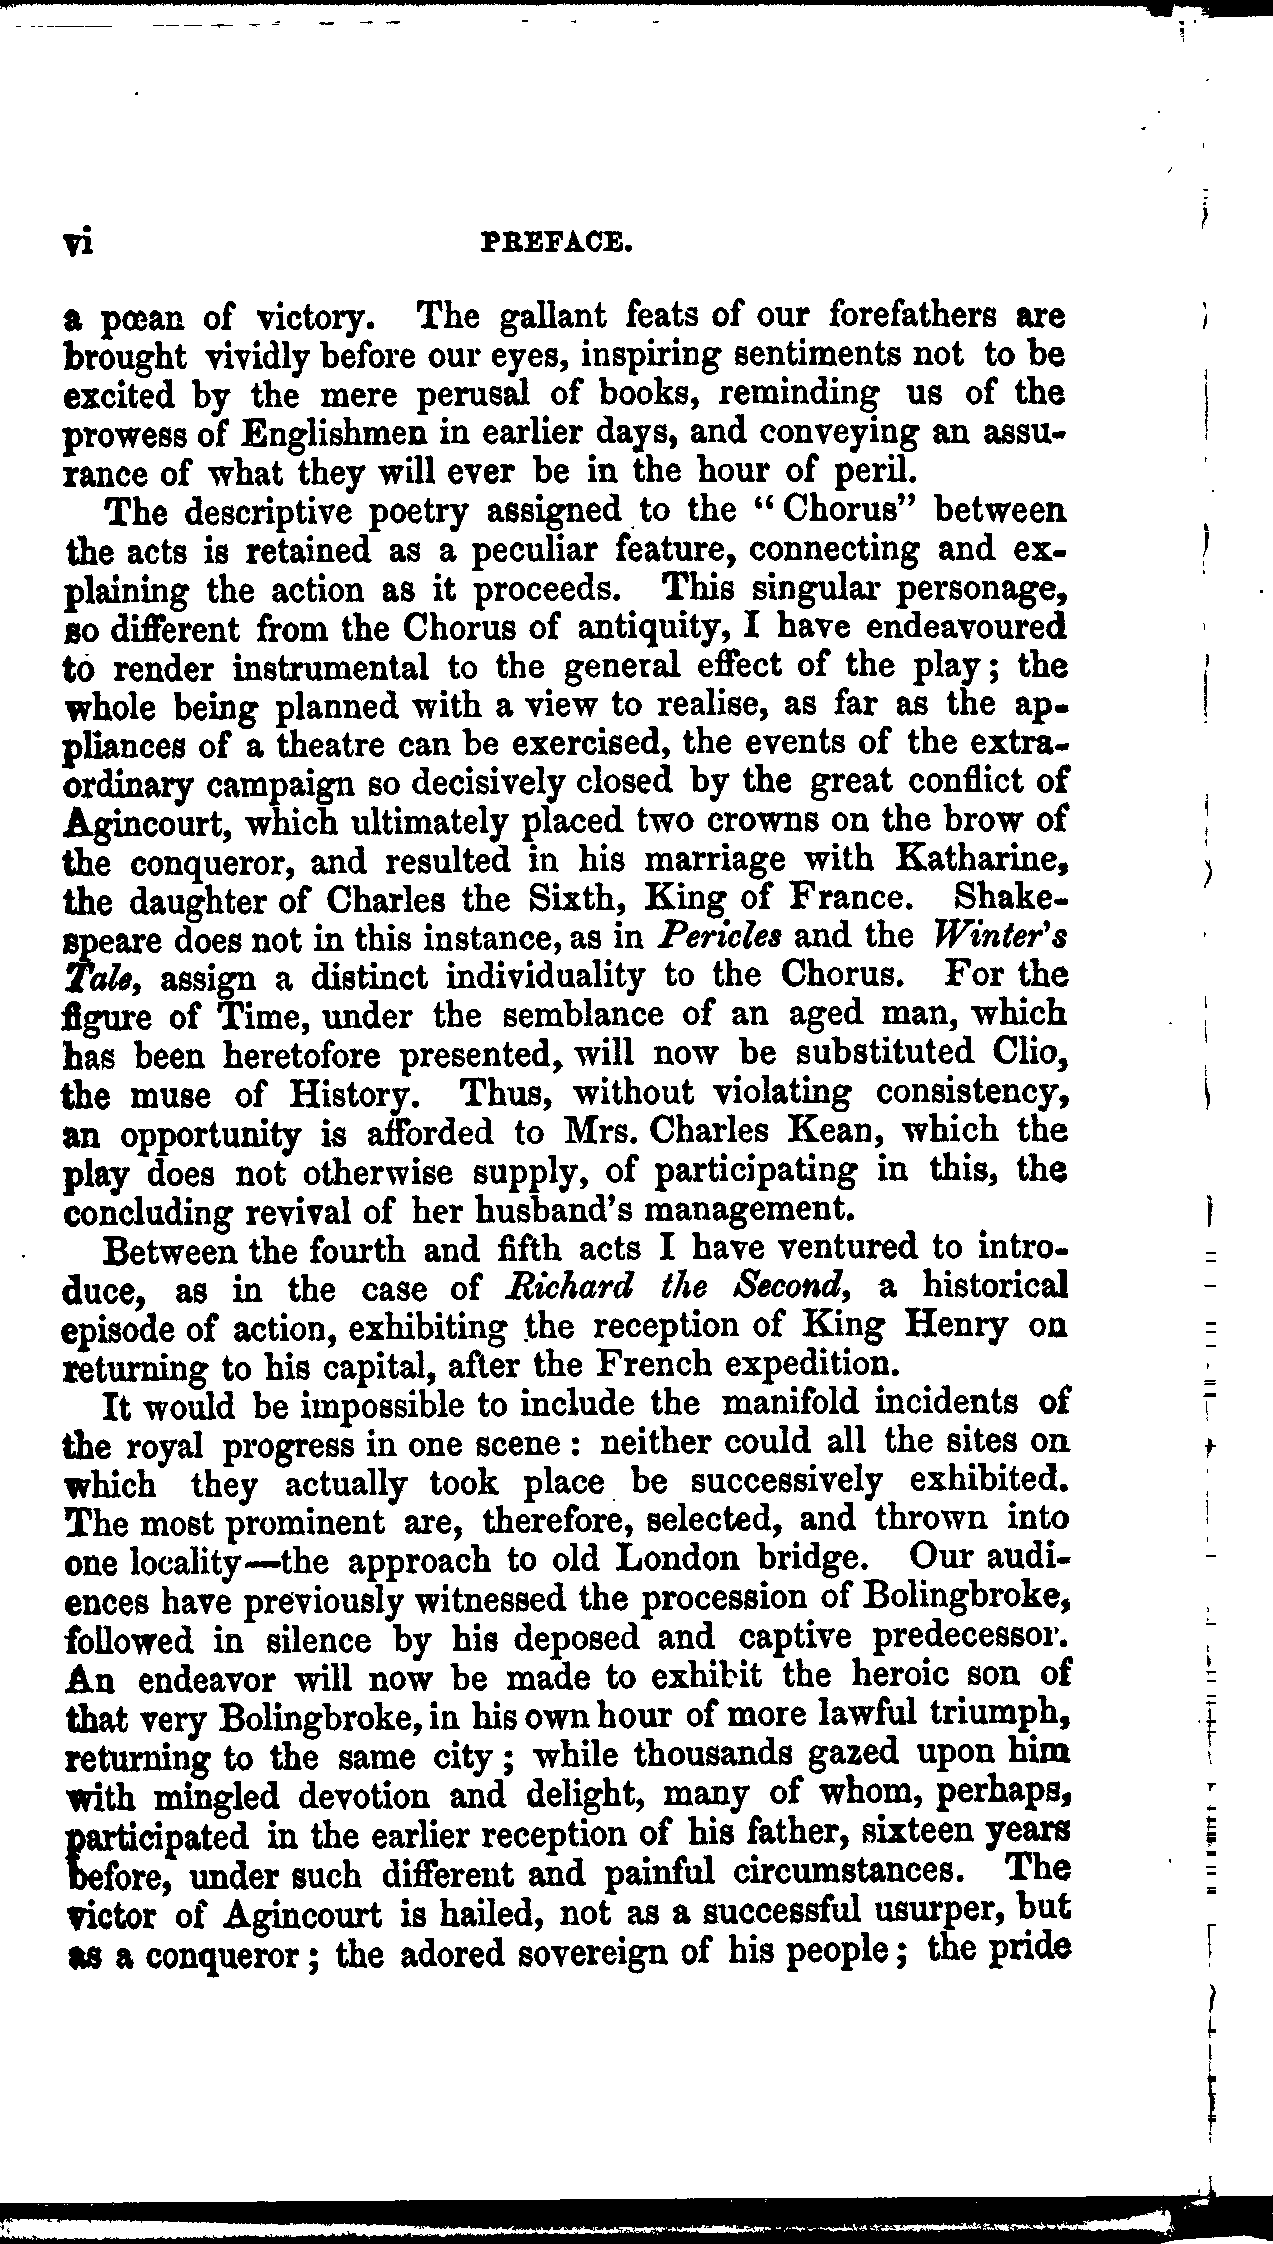 vi PREFACE.
a pœan of victory. The gallant feats of our forefathers are
brought vividly before our eyes, inspiring sentiments not to be
excited by the mere perusal of books, reminding us of the
prowess of Englishmen in earlier days, and conveying an assu-
rance of what they will ever be in the hour of peril.
The descriptive poetry assigned to the "Chorus" between
the acts is retained as a peculiar feature, connecting and ex-
plaining the action as it proceeds. This singular personage,
so different from the Chorus of antiquity, I have endeavoured
to render instrumental to the general effect of the play; the
whole being planned with a view to realise, as far as the ap-
pliances of a theatre can be exercised, the events of the extra-
ordinary campaign so decisively closed by the great conflict of
Agincourt, which ultimately placed two crowns on the brow of
the conqueror, and resulted in his marriage with Katharine,
the daughter of Charles the Sixth, King of France. Shake-
speare does not in this instance, as in Pericles and the Winter's
Tale, assign a distinct individuality to the Chorus. For the
figure of Time, under the semblance of an aged man, which
has been heretofore presented, will now be substituted Clio,
the muse of History. Thus, without violating consistency,
an opportunity is afforded to Mrs. Charles Kean, which the
play does not otherwise supply, of participating in this, the
concluding revival of her husband's management.
Between the fourth and fifth acts I have ventured to intro-
duce, as in the case of Richard the Second, a historical
episode of action, exhibiting the reception of King Henry on
returning to his capital, after the French expedition.
It would be impossible to include the manifold incidents of
the royal progress in one scene: neither could all the sites on
which they actually took place be successively exhibited.
The most prominent are, therefore, selected, and thrown into
one locality—the approach to old London bridge. Our audi-
ences have previously witnessed the procession of Bolingbroke,
followed in silence by his deposed and captive predecessor.
An endeavor will now be made to exhibit the heroic son of
that very Bolingbroke, in his own hour of more lawful triumph,
returning to the same city; while thousands gazed upon him
with mingled devotion and delight, many of whom, perhaps,
participated in the earlier reception of his father, sixteen years
before, under such different and painful circumstances. The
victor of Agincourt is hailed, not as a successful usurper, but
as a conqueror; the adored sovereign of his people; the pride